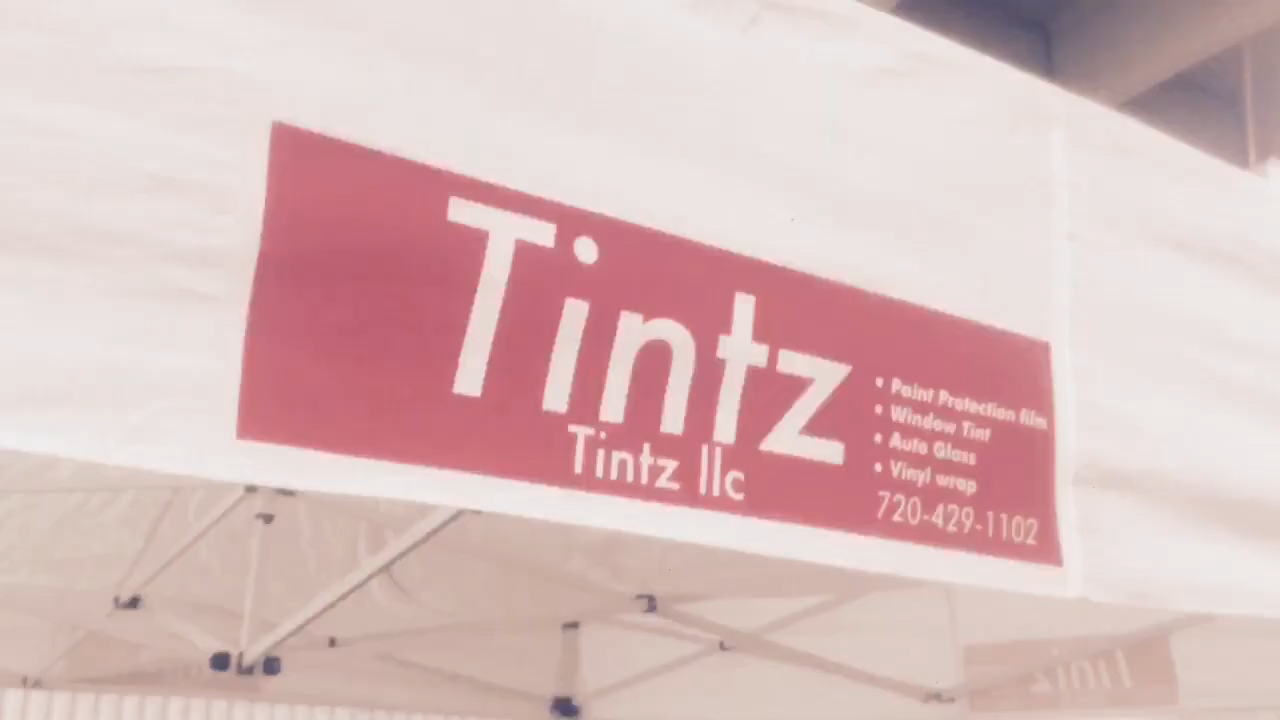 Tintz
Tintz llc
• Paint Protection film
• Window Tint
• Auto Glass
• Vinyl wrap
720-429-1102